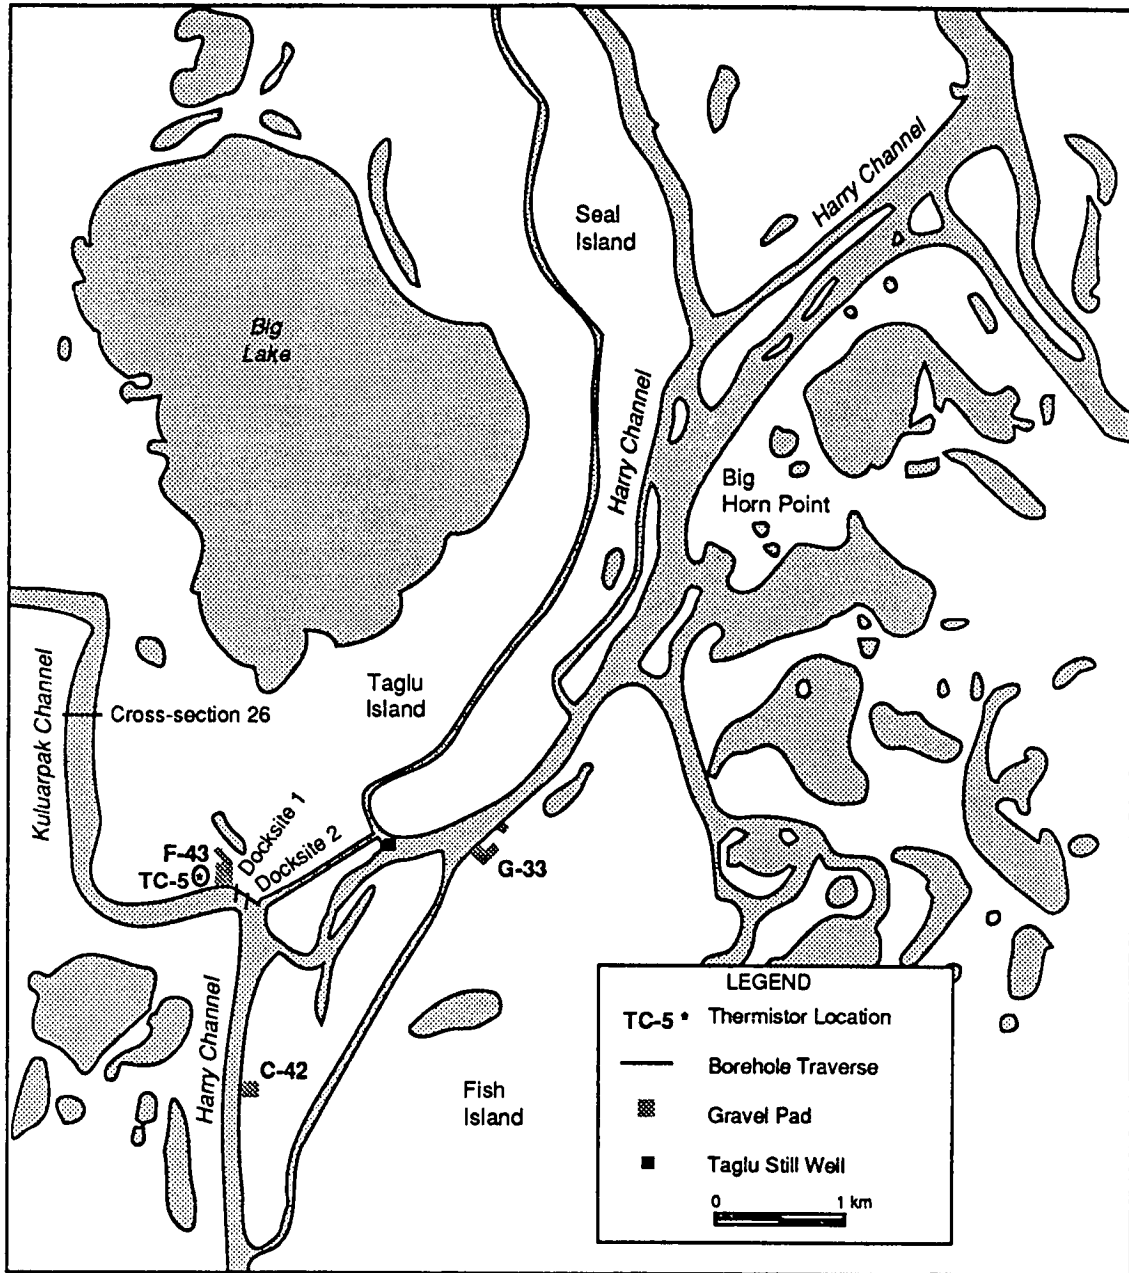 Harry Channel
Seal
Island
Big
Lake
Harry Channel
Big
Horn Point
Taglu
Island
Kuluarpak Channel
Cross-section 26
Docksite 1
Docksite 2
F-43
TC-5
G-33
Harry Channel
C-42
Fish
Island
LEGEND
TC-5 * Thermistor Location
Borehole Traverse
Gravel Pad
Taglu Still Well
0 1 km